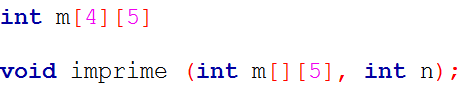 int m[4][5]
void imprime (int m[][5], int n);